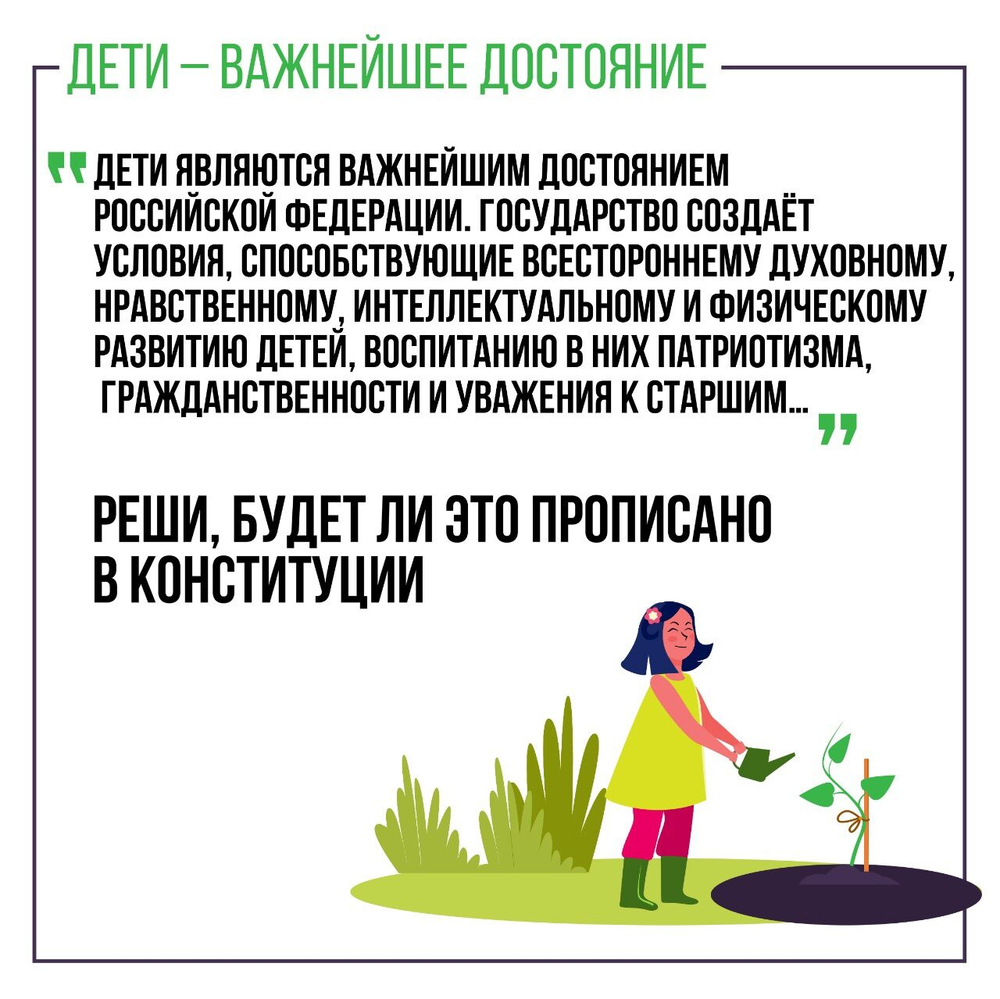 ДЕТИ – ВАЖНЕЙШЕЕ ДОСТОЯНИЕ
"ДЕТИ ЯВЛЯЮТСЯ ВАЖНЕЙШИМ ДОСТОЯНИЕМ
РОССИЙСКОЙ ФЕДЕРАЦИИ. ГОСУДАРСТВО СОЗДАЁТ
УСЛОВИЯ, СПОСОБСТВУЮЩИЕ ВСЕСТОРОННЕМУ ДУХОВНОМУ,
НРАВСТВЕННОМУ, ИНТЕЛЛЕКТУАЛЬНОМУ И ФИЗИЧЕСКОМУ
РАЗВИТИЮ ДЕТЕЙ, ВОСПИТАНИЮ В НИХ ПАТРИОТИЗМА,
ГРАЖДАНСТВЕННОСТИ И УВАЖЕНИЯ К СТАРШИМ..."
РЕШИ, БУДЕТ ЛИ ЭТО ПРОПИСАНО
В КОНСТИТУЦИИ